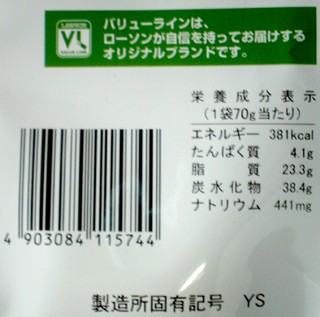 LAWSON
VL
VALUE LINE
バリューラインは、
ローソンが自信を持ってお届けする
オリジナルブランドです。
栄養成分表示
(1袋70g当たり)
エネルギー 381kcal
たんぱく質 4.1g
脂質 23.3g
炭水化物 38.4g
ナトリウム 441mg
4 903084 115744
製造所固有記号 YS